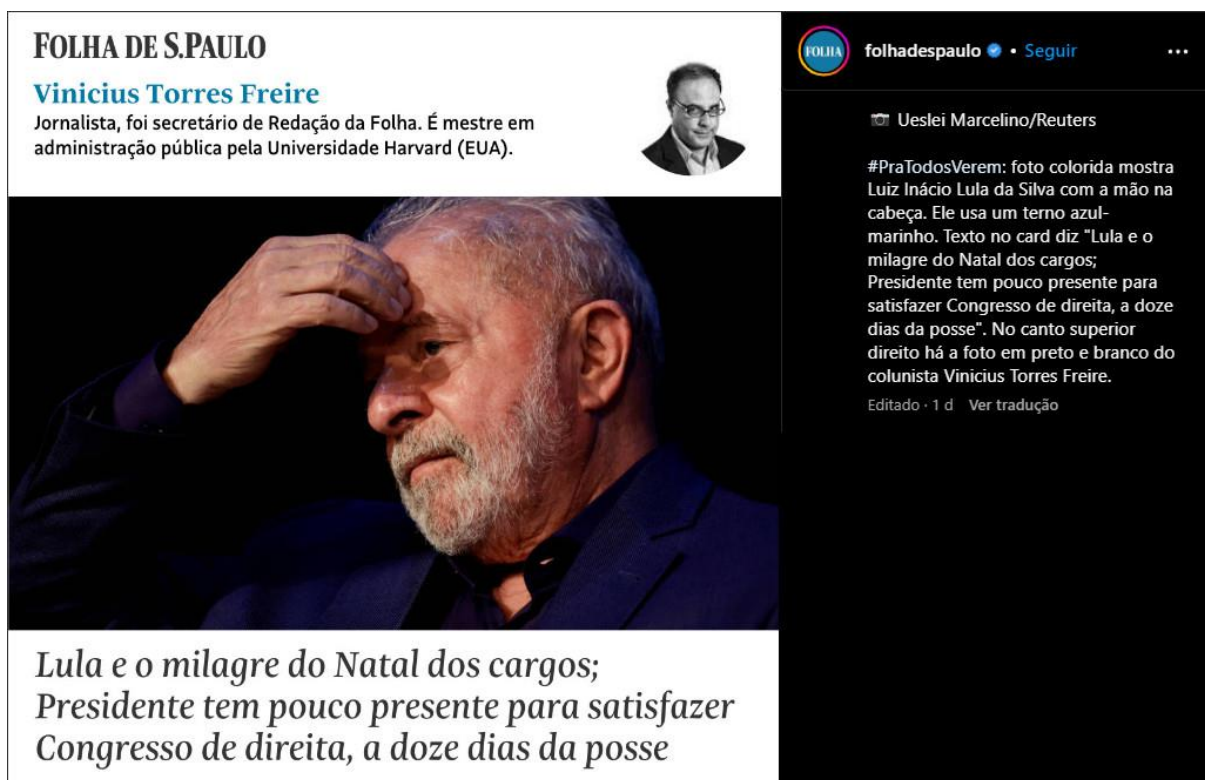 FOLHA DE S.PAULO
Vinicius Torres Freire
Jornalista, foi secretário de Redação da Folha. É mestre em
administração pública pela Universidade Harvard (EUA).
Lula e o milagre do Natal dos cargos;
Presidente tem pouco presente para satisfazer
Congresso de direita, a doze dias da posse
FOLHA
folhadespaulo • Seguir
Ueslei Marcelino/Reuters
#PraTodosVerem: foto colorida mostra
Luiz Inácio Lula da Silva com a mão na
cabeça. Ele usa um terno azul-
marinho. Texto no card diz "Lula e o
milagre do Natal dos cargos;
Presidente tem pouco presente para
satisfazer Congresso de direita, a doze
dias da posse". No canto superior
direito há a foto em preto e branco do
colunista Vinicius Torres Freire.
Editado · 1 d Ver tradução